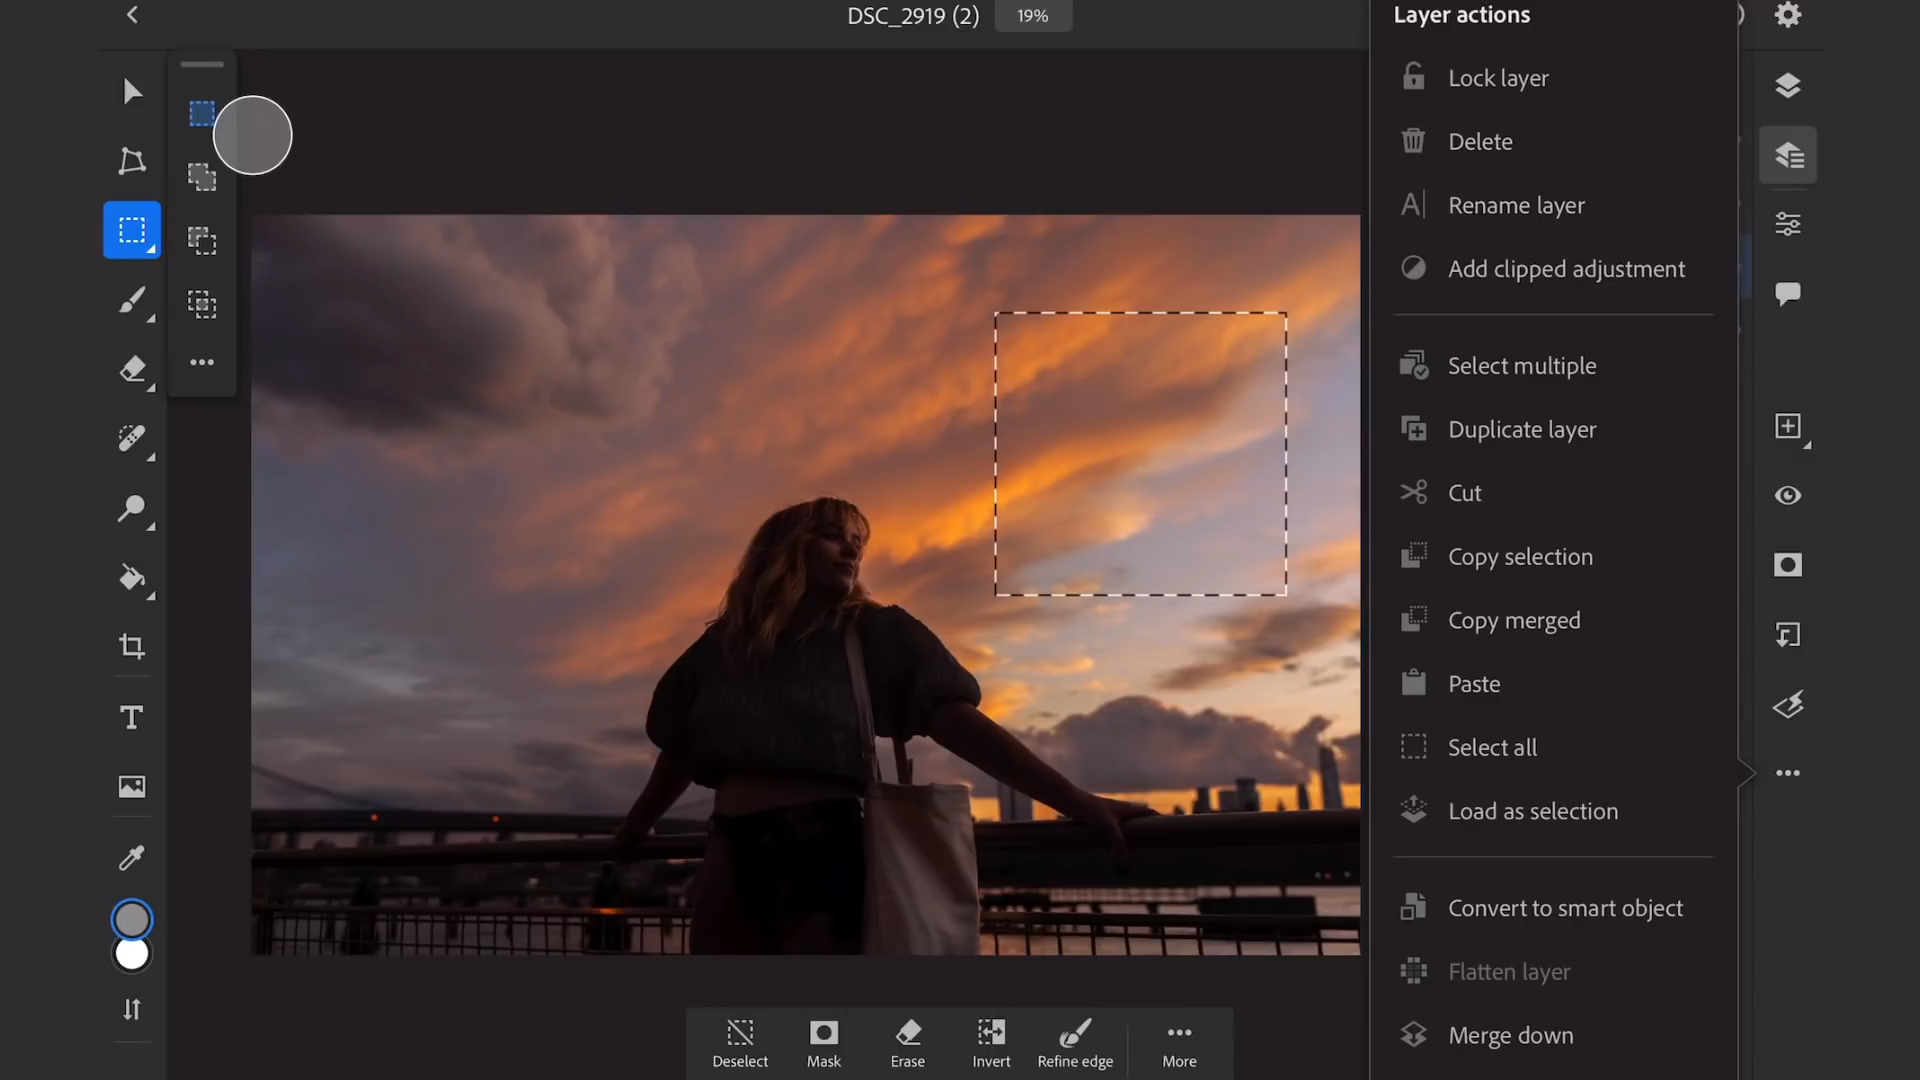 DSC_2919 (2)
19%
Layer actions
Lock layer
Delete
Rename layer
Add clipped adjustment
Select multiple
Duplicate layer
Cut
Copy selection
Copy merged
Paste
Select all
Load as selection
Convert to smart object
Flatten layer
Merge down
Deselect
Mask
Erase
Invert
Refine edge
More